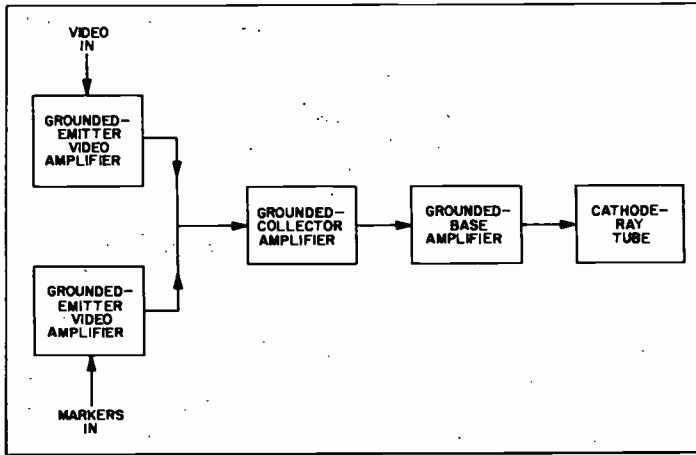 VIDEO
IN
GROUNDED-
EMITTER
VIDEO
AMPLIFIER
GROUNDED-
COLLECTOR
AMPLIFIER
GROUNDED-
BASE
AMPLIFIER
CATHODE-
RAY
TUBE
GROUNDED-
EMITTER
VIDEO
AMPLIFIER
MARKERS
IN